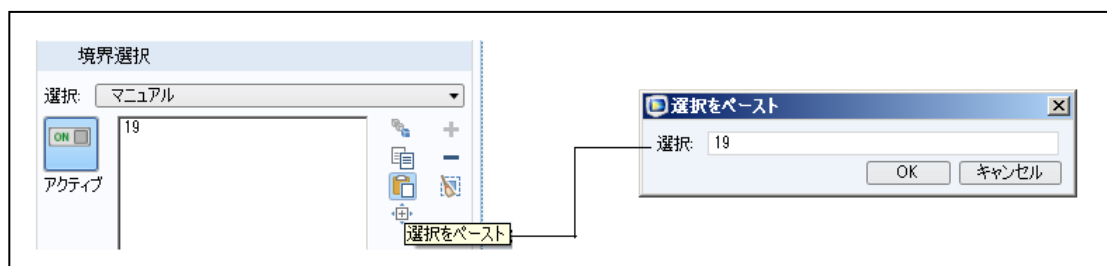 境界選択
選択: マニュアル
ON
19
アクティブ
選択をペースト
選択をペースト
選択: 19
OK キャンセル